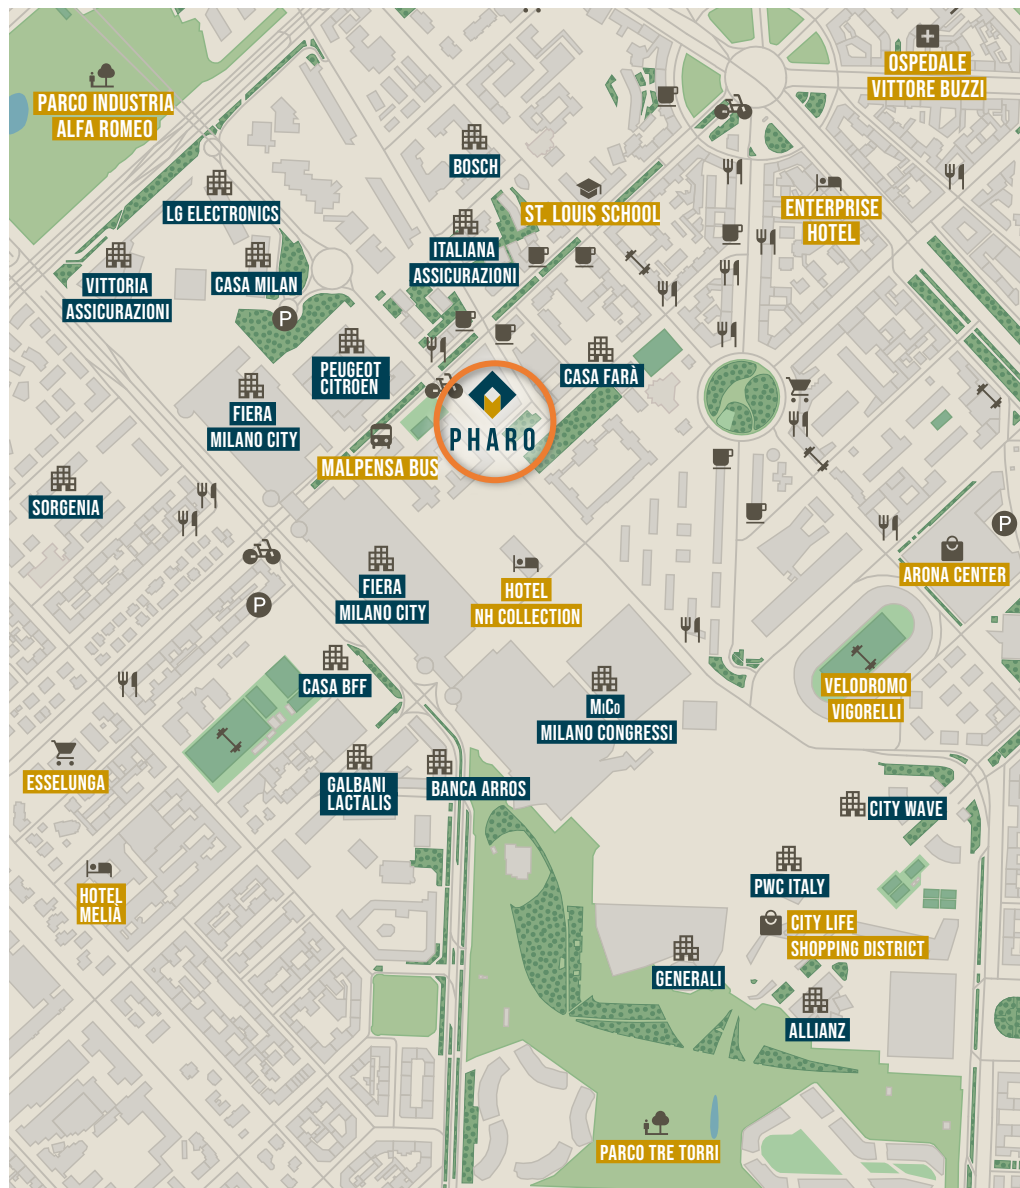 OSPEDALE
VITTORE BUZZI
PARCO INDUSTRIA
ALFA ROMEO
BOSCH
LG ELECTRONICS
ST. LOUIS SCHOOL
ENTERPRISE
HOTEL
ITALIANA
ASSICURAZIONI
VITTORIA
ASSICURAZIONI
CASA MILAN
P
PEUGEOT
CITROEN
CASA FARÀ
FIERA
MILANO CITY
PHARO
MALPENSA BUS
SORGENIA
P
ARONA CENTER
FIERA
MILANO CITY
HOTEL
NH COLLECTION
P
CASA BFF
VELODROMO
VIGORELLI
MiCo
MILANO CONGRESSI
ESSELUNGA
GALBANI
LACTALIS
BANCA ARROS
CITY WAVE
PWC ITALY
HOTEL
MELIÀ
CITY LIFE
SHOPPING DISTRICT
GENERALI
ALLIANZ
PARCO TRE TORRI